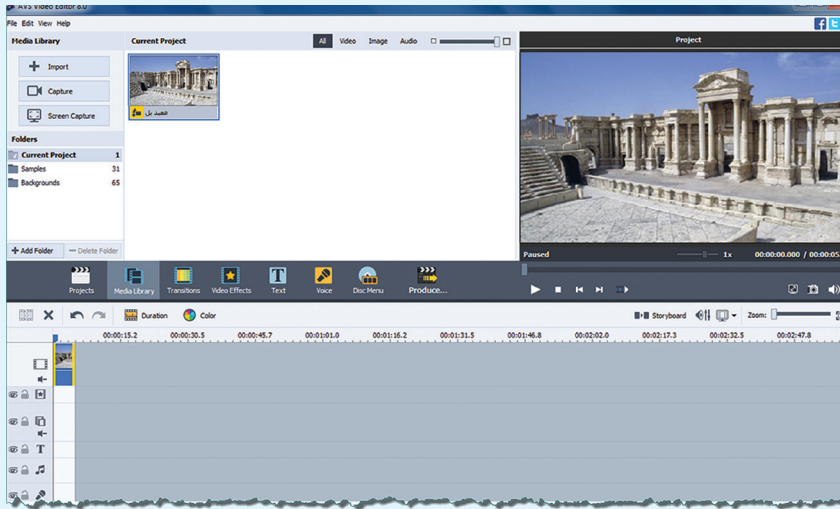 AVS Video Editor 8.0
File Edit View Help
Media Library
Current Project
All Video Image Audio
Project
Import
Capture
Screen Capture
Folders
Current Project 1
Samples 31
Backgrounds 65
+ Add Folder
— Delete Folder
معبد بل
Paused
1x
00:00:00.000 / 00:00:05.
Projects
Media Library
Transitions
Video Effects
Text
Voice
Disc Menu
Produce...
Duration
Color
Storyboard
Zoom:
00:00:15.2 00:00:30.5 00:00:45.7 00:01:01.0 00:01:16.2 00:01:31.5 00:01:46.8 00:02:02.0 00:02:17.3 00:02:32.5 00:02:47.8
T